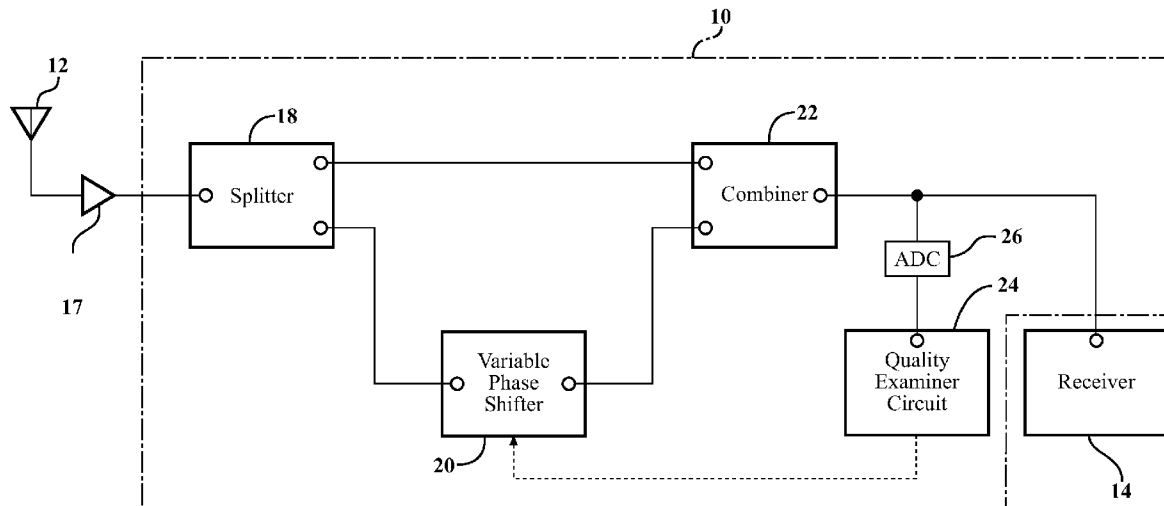 10
12
18
22
Splitter
Combiner
26
ADC
17
24
Variable
Phase
Shifter
Quality
Examiner
Circuit
Receiver
20
14